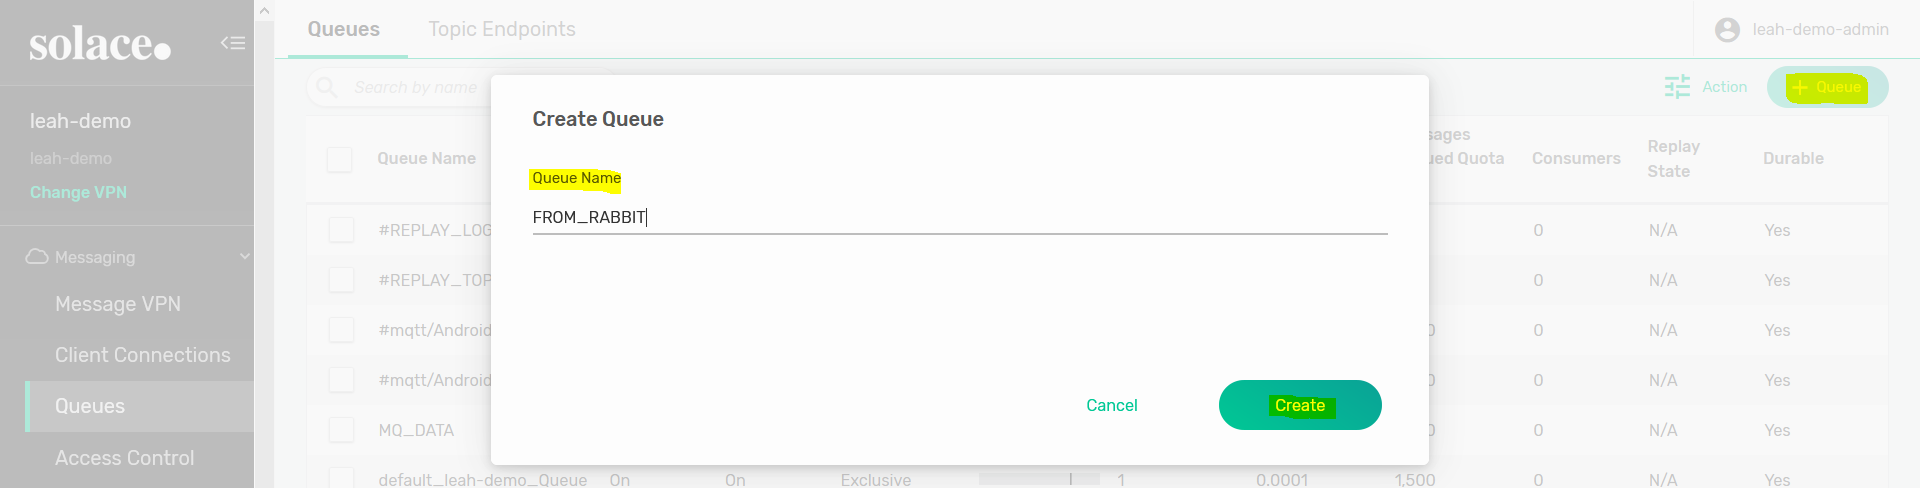 solace.
Queues
Topic Endpoints
leah-demo-admin
leah-demo
leah-demo
Change VPN
Messaging
Message VPN
Client Connections
Queues
Access Control
Search by name
Action
+ Queue
Queue Name
Consumers
Replay
State
Durable
ued Quota
sages
#REPLAY_LOG
0 N/A Yes
#REPLAY_TOP
0 N/A Yes
#mqtt/Android
0 0 N/A Yes
#mqtt/Android
0 0 N/A Yes
MQ_DATA
0 0 N/A Yes
default_leah-demo_Queue On On Exclusive 1 0.0001 1,500 0 N/A Yes
Create Queue
Queue Name
FROM_RABBIT
Cancel
Create